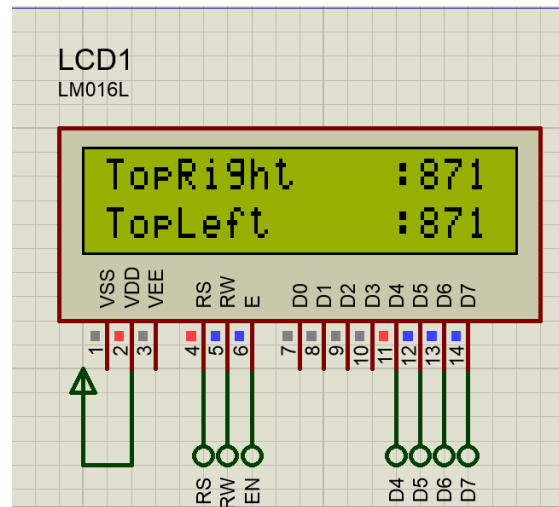 LCD1
LM016L
TopRight :871
TopLeft :871
VSS VDD VEE RS RW E D0 D1 D2 D3 D4 D5 D6 D7
1 2 3 4 5 6 7 8 9 10 11 12 13 14
RS RW EN D4 D5 D6 D7